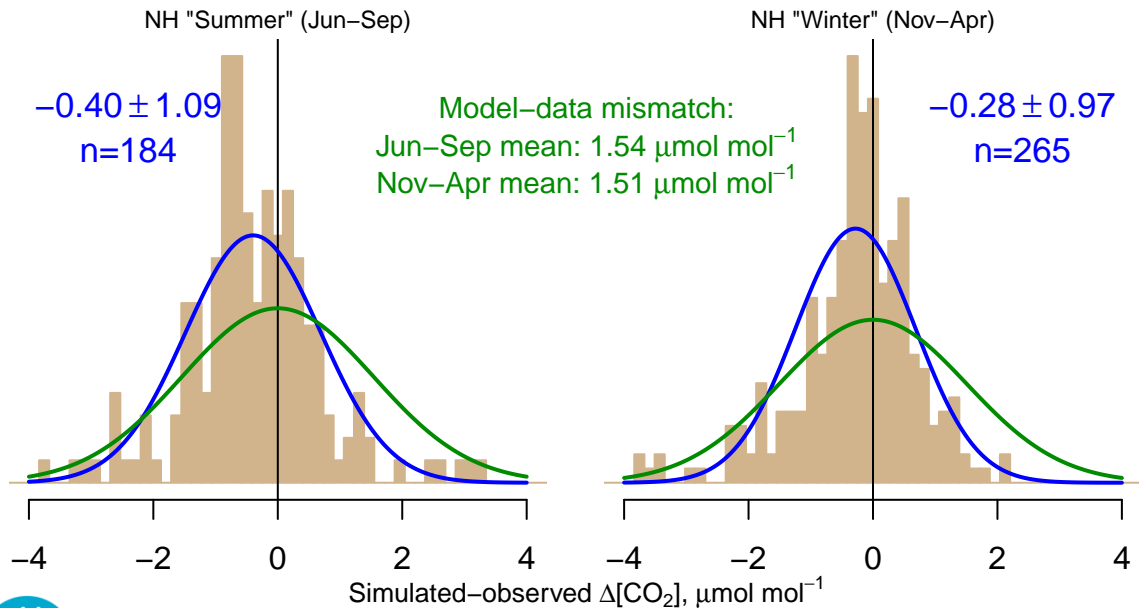 NH "Summer" (Jun−Sep)
NH "Winter" (Nov−Apr)
−0.40 ± 1.09
n=184
Model−data mismatch:
Jun−Sep mean: 1.54 μmol mol⁻¹
Nov−Apr mean: 1.51 μmol mol⁻¹
−0.28 ± 0.97
n=265
−4 −2 0 2 4
−4 −2 0 2 4
Simulated−observed Δ[CO₂], μmol mol⁻¹